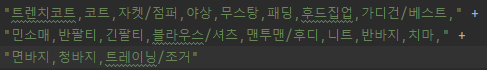 "트렌치코트,코트,자켓/점퍼,야상,무스탕,패딩,후드집업,가디건/베스트," +
"민소매,반팔티,긴팔티,블라우스/셔츠,맨투맨/후디,니트,반바지,치마," +
"면바지,청바지,트레이닝/조거"